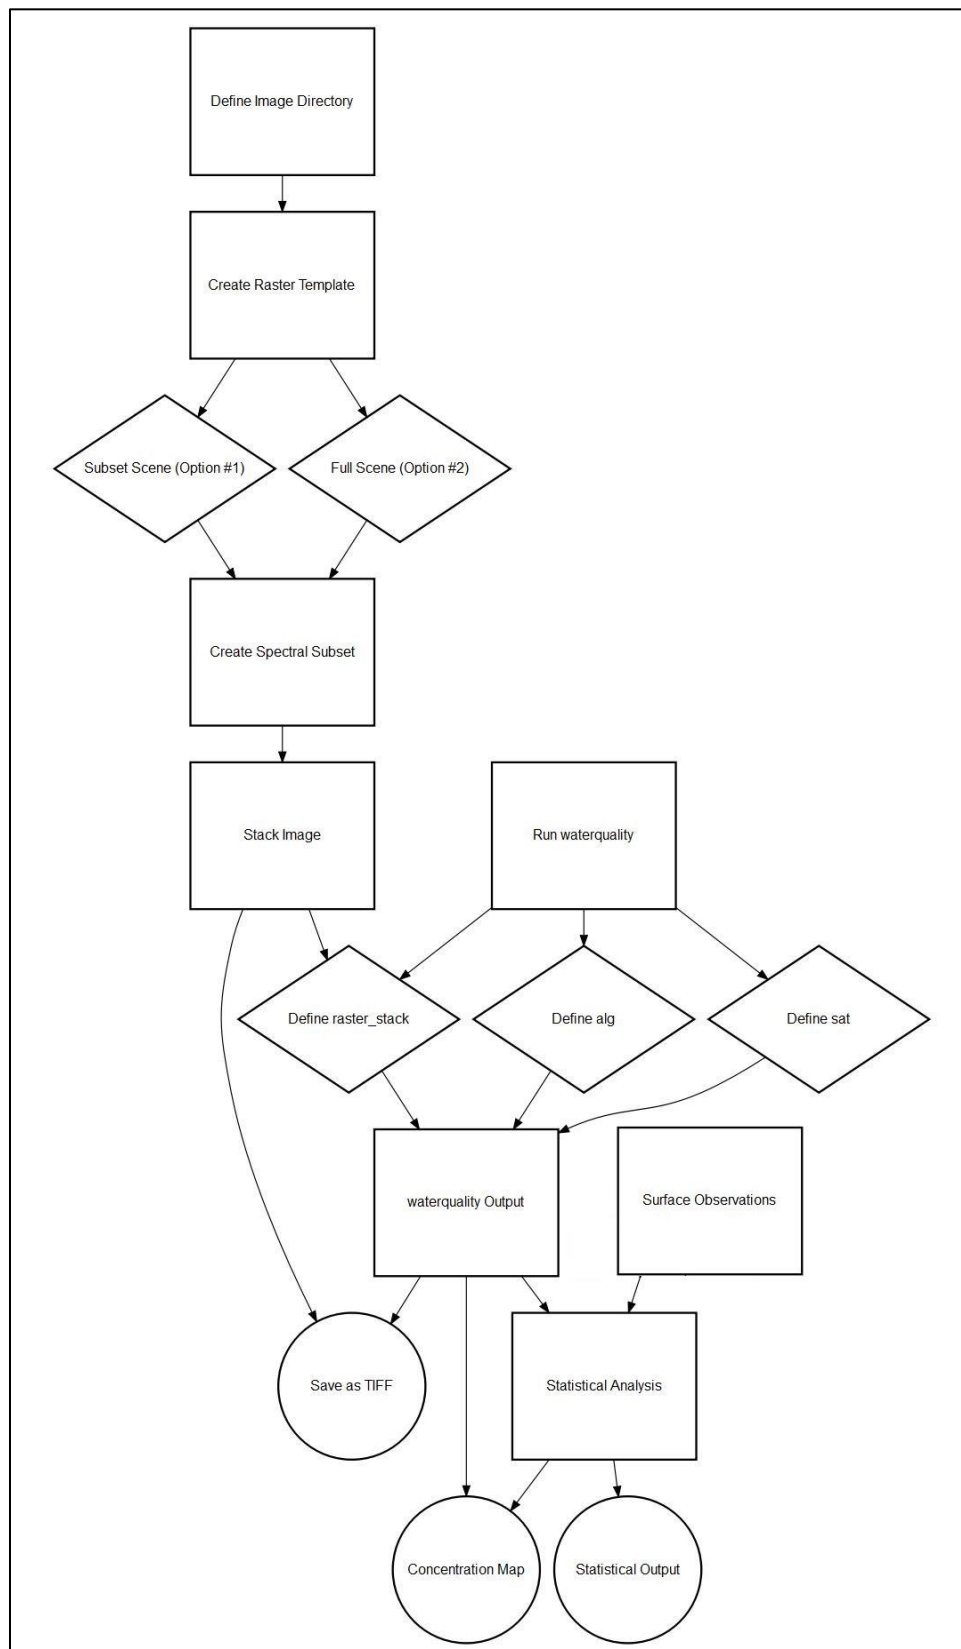 Define Image Directory
Create Raster Template
Subset Scene (Option #1)
Full Scene (Option #2)
Create Spectral Subset
Stack Image
Run waterquality
Define raster_stack
Define alg
Define sat
waterquality Output
Surface Observations
Save as TIFF
Statistical Analysis
Concentration Map
Statistical Output